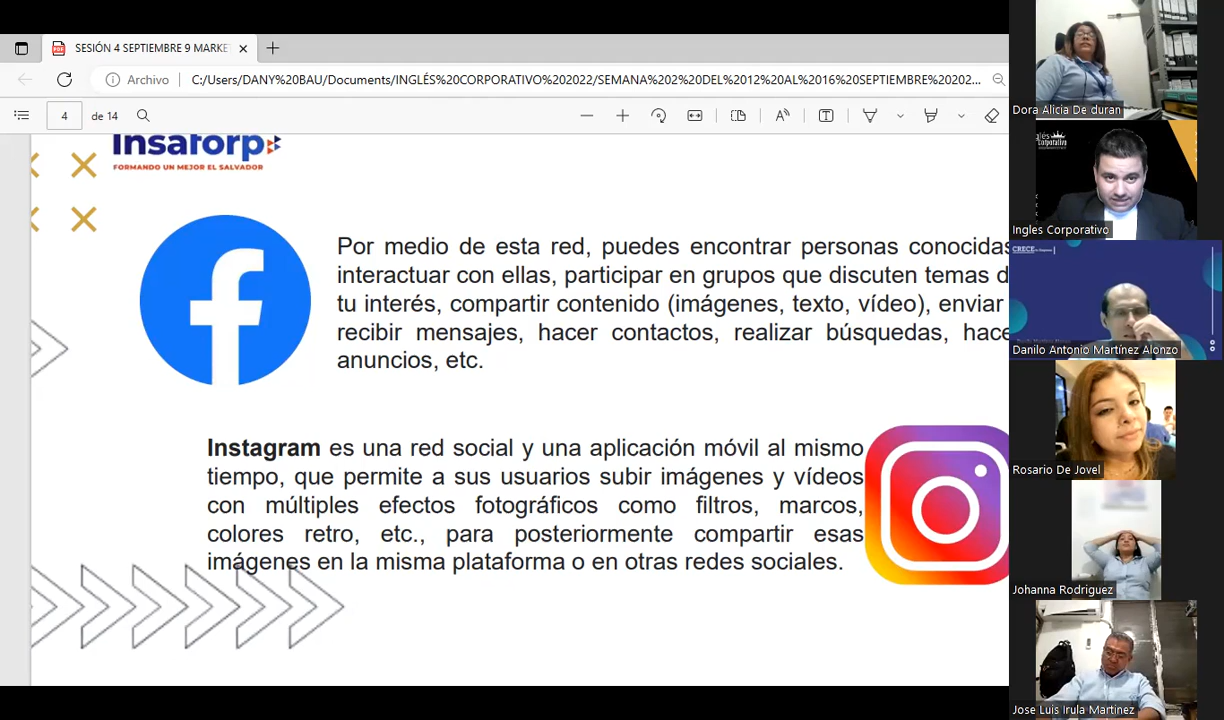 SESIÓN 4 SEPTIEMBRE 9 MARKE
Archivo
C:/Users/DANY%20BAU/Documents/INGLÉS%20CORPORATIVO%202022/SEMANA%202%20DEL%2012%20AL%2016%20SEPTIEMBRE%202...
4 de 14
Insaforp
FORMANDO UN MEJOR EL SALVADOR
Por medio de esta red, puedes encontrar personas conocidas
interactuar con ellas, participar en grupos que discuten temas d
tu interés, compartir contenido (imágenes, texto, vídeo), enviar
recibir mensajes, hacer contactos, realizar búsquedas, hace
anuncios, etc.
Instagram es una red social y una aplicación móvil al mismo
tiempo, que permite a sus usuarios subir imágenes y vídeos
con múltiples efectos fotográficos como filtros, marcos,
colores retro, etc., para posteriormente compartir esas
imágenes en la misma plataforma o en otras redes sociales.
Dora Alicia De duran
Ingles Corporativo
CRECE
Danilo Antonio Martínez Alonzo
Rosario De Jovel
Johanna Rodriguez
Jose Luis Irula Martinez